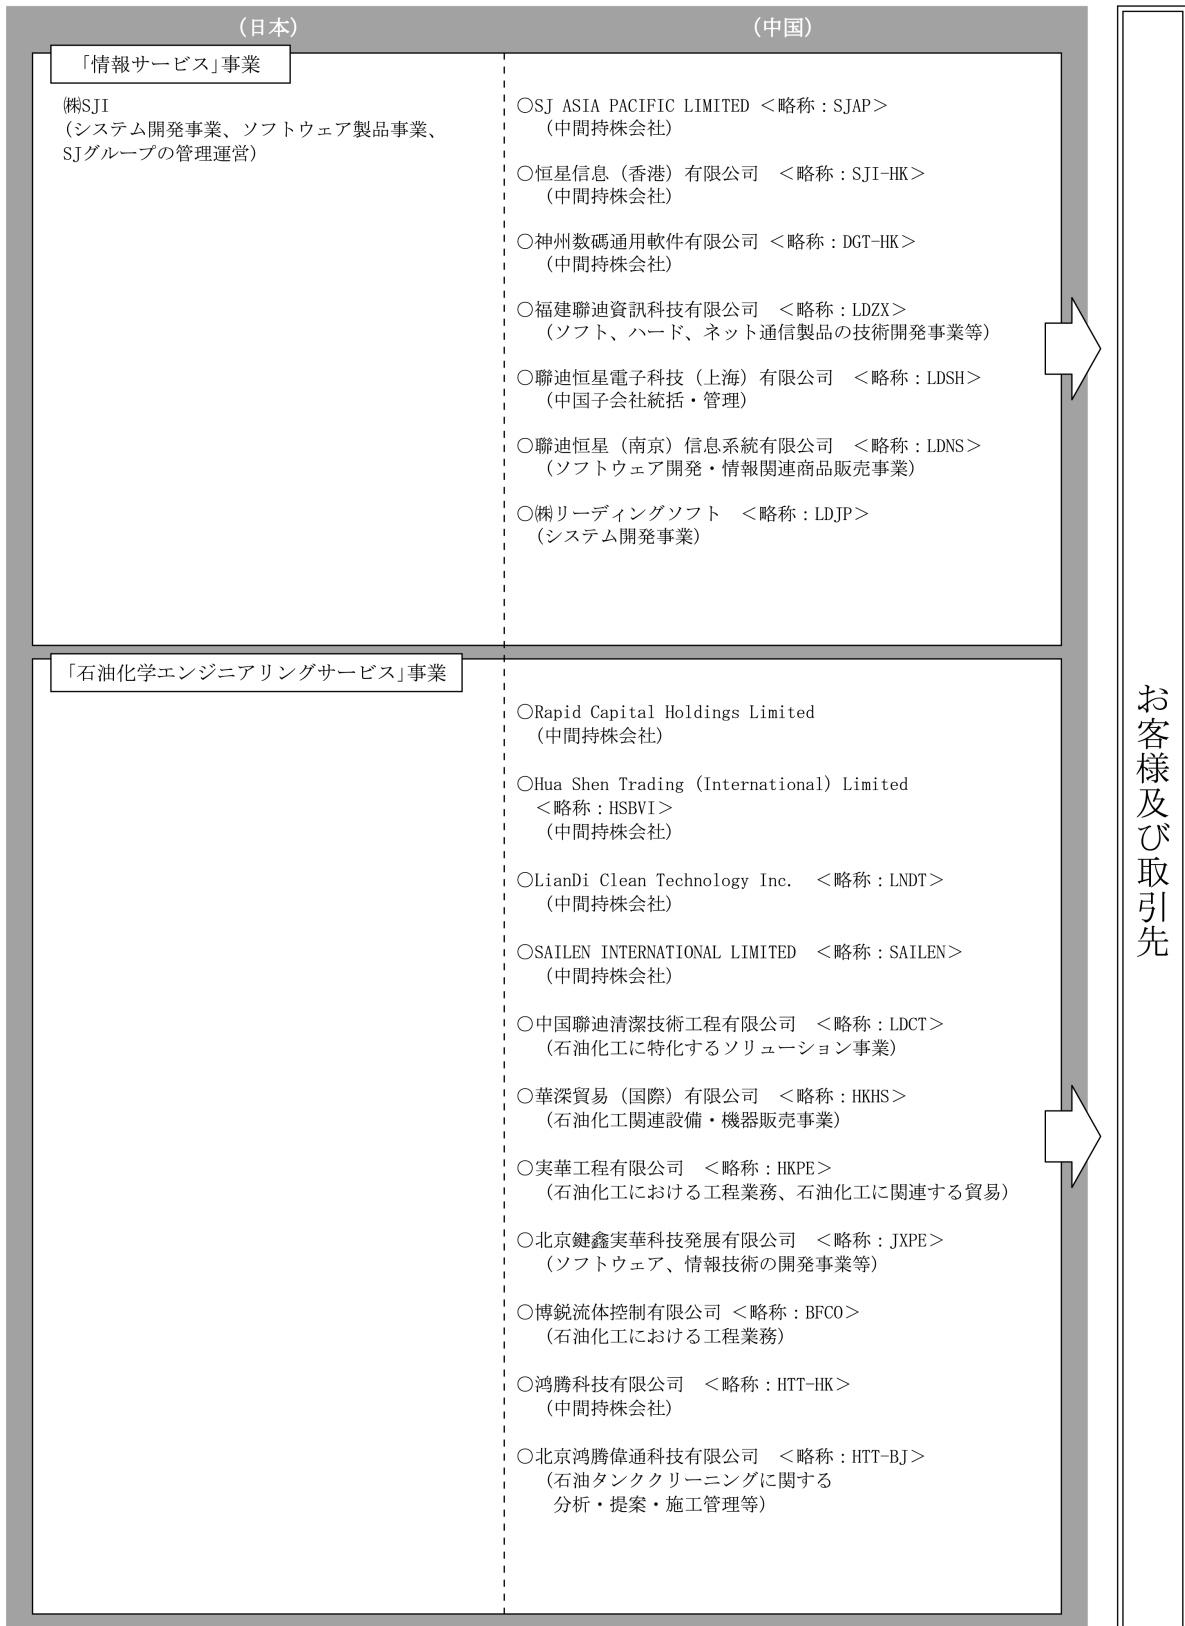 (日本)
(中国)
「情報サービス」事業
㈱SJI
(システム開発事業、ソフトウェア製品事業、
SJグループの管理運営)
○SJ ASIA PACIFIC LIMITED <略称：SJAP>
(中間持株会社)
○恒星信息（香港）有限公司　<略称：SJI-HK>
(中間持株会社)
○神州数碼通用軟件有限公司 <略称：DGT-HK>
(中間持株会社)
○福建聯迪資訊科技有限公司　<略称：LDZX>
(ソフト、ハード、ネット通信製品の技術開発事業等)
○聯迪恒星電子科技（上海）有限公司　<略称：LDSH>
(中国子会社統括・管理)
○聯迪恒星（南京）信息系統有限公司　<略称：LDNS>
(ソフトウェア開発・情報関連商品販売事業)
○㈱リーディングソフト　<略称：LDJP>
(システム開発事業)
「石油化学エンジニアリングサービス」事業
○Rapid Capital Holdings Limited
(中間持株会社)
○Hua Shen Trading (International) Limited
<略称：HSBVI>
(中間持株会社)
○LianDi Clean Technology Inc.　<略称：LNDT>
(中間持株会社)
○SAILEN INTERNATIONAL LIMITED　<略称：SAILEN>
(中間持株会社)
○中国聯迪清潔技術工程有限公司　<略称：LDCT>
(石油化工に特化するソリューション事業)
○華深貿易（国際）有限公司　<略称：HKHS>
(石油化工関連設備・機器販売事業)
○実華工程有限公司　<略称：HKPE>
(石油化工における工程業務、石油化工に関連する貿易)
○北京鍵鑫実華科技発展有限公司　<略称：JXPE>
(ソフトウェア、情報技術の開発事業等)
○博鋭流体控制有限公司 <略称：BFCO>
(石油化工における工程業務)
○鸿腾科技有限公司　<略称：HTT-HK>
(中間持株会社)
○北京鸿腾偉通科技有限公司　<略称：HTT-BJ>
(石油タンククリーニングに関する
分析・提案・施工管理等)
お客様及び取引先